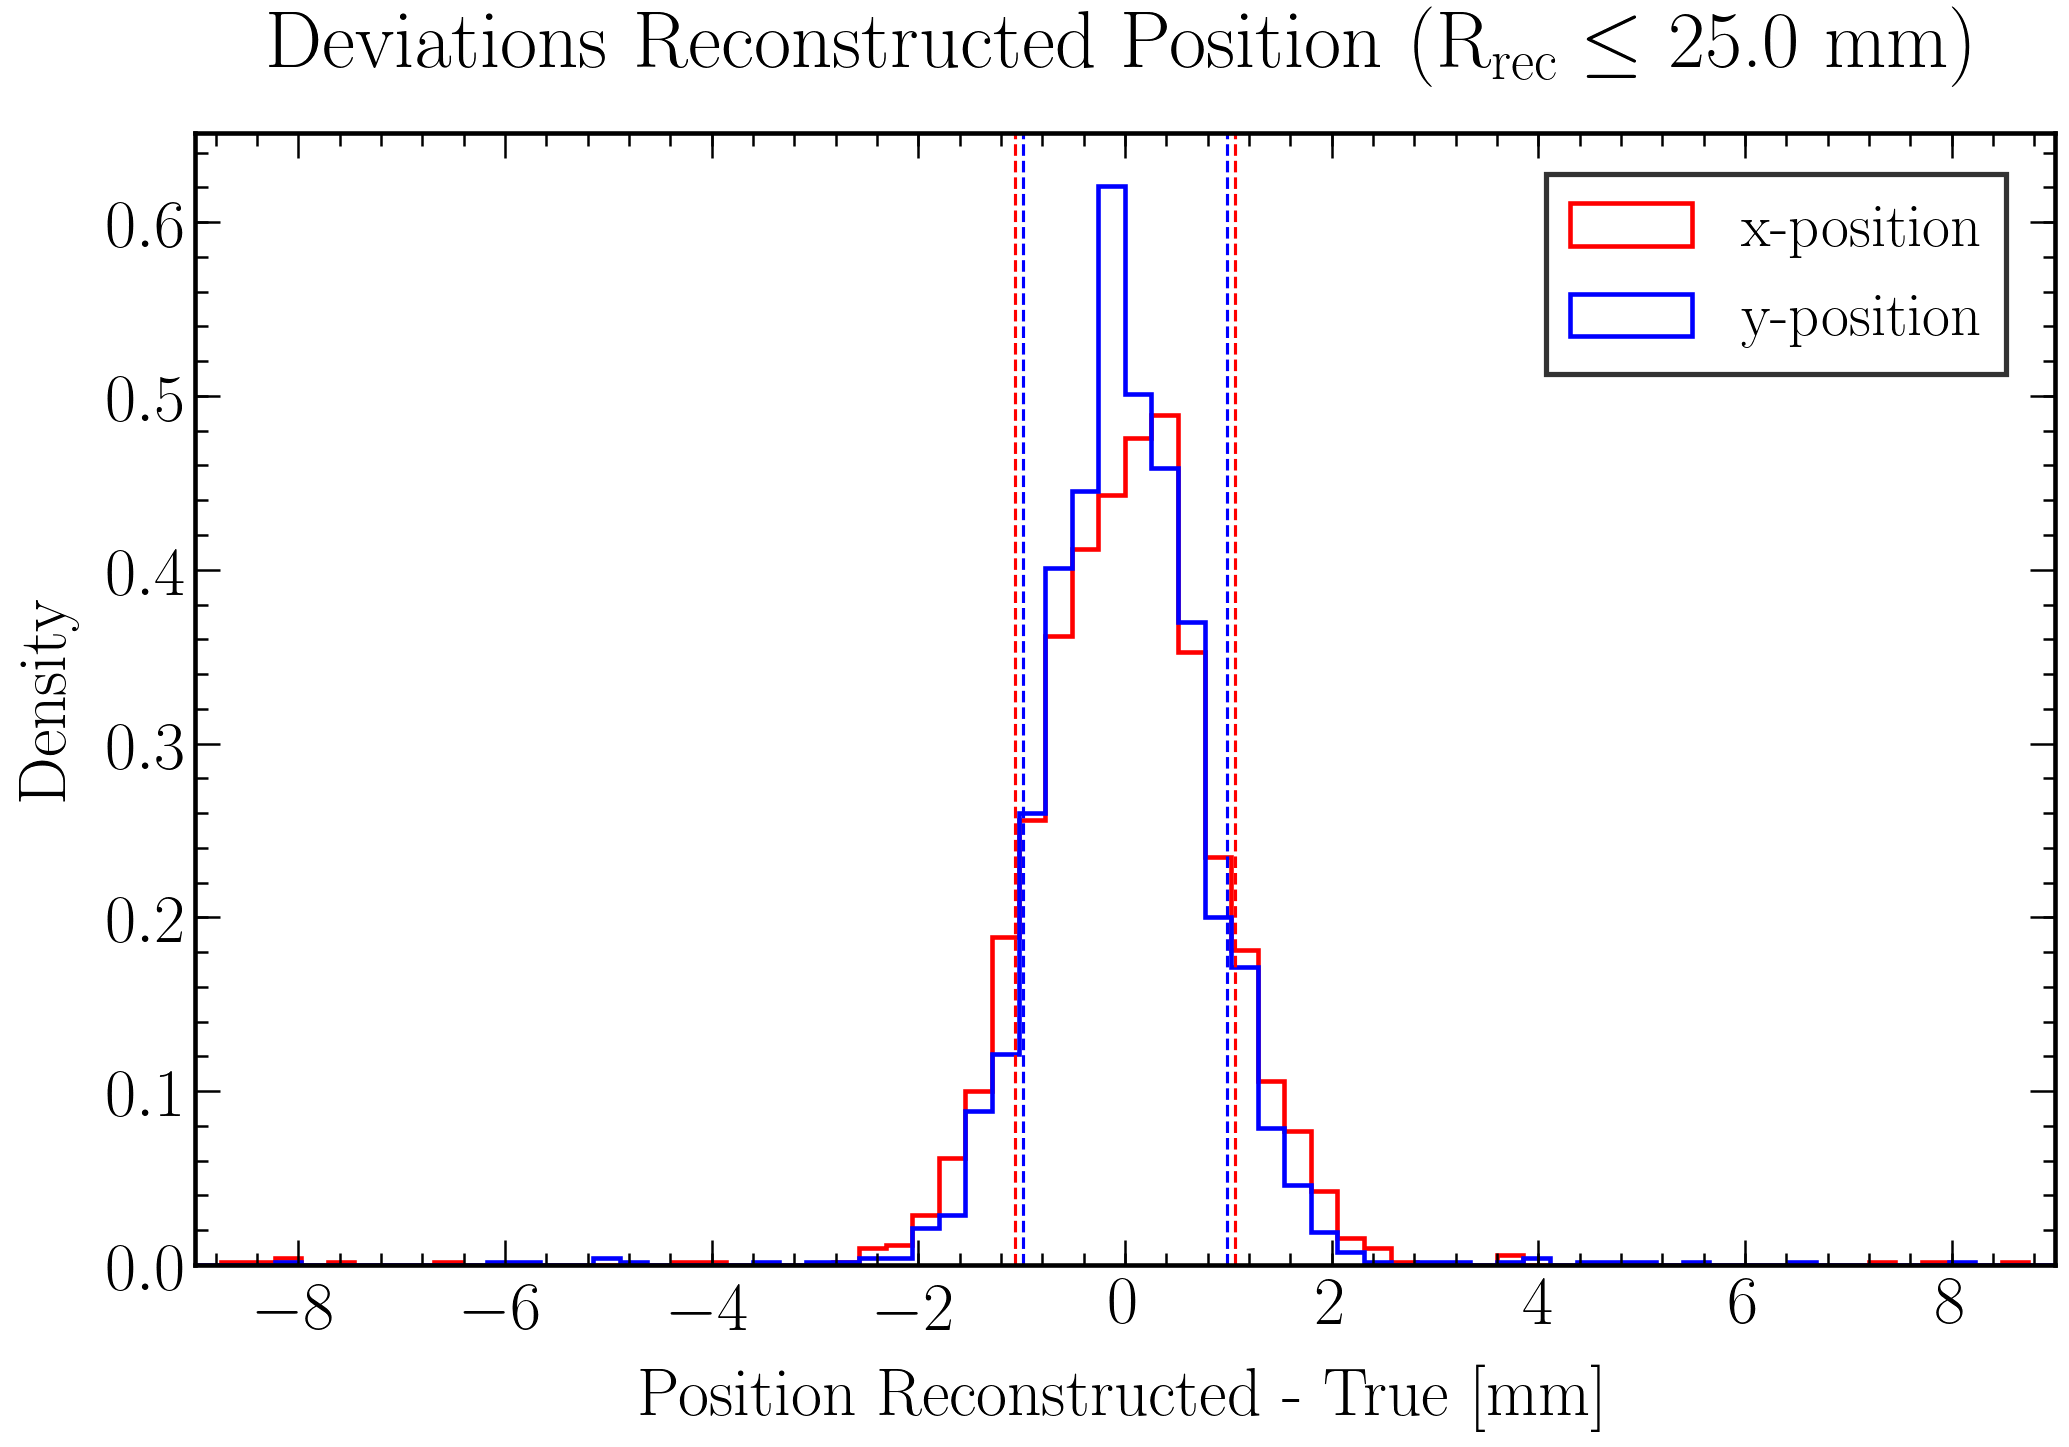 Deviations Reconstructed Position (R_rec ≤ 25.0 mm)
x-position
y-position
0.6
0.5
0.4
0.3
0.2
0.1
0.0
Density
−8 −6 −4 −2 0 2 4 6 8
Position Reconstructed - True [mm]